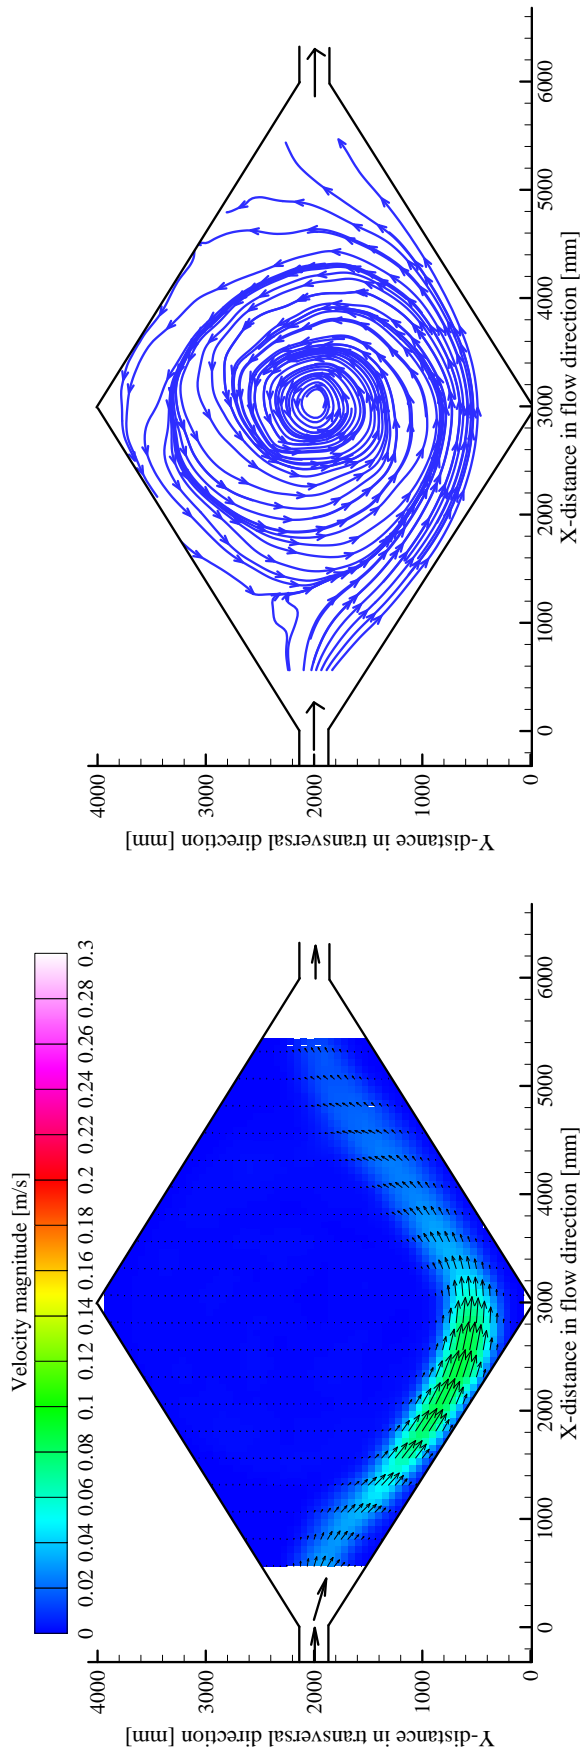 Velocity magnitude [m/s]
0 0.02 0.04 0.06 0.08 0.1 0.12 0.14 0.16 0.18 0.2 0.22 0.24 0.26 0.28 0.3
Y-distance in transversal direction [mm]
4000
3000
2000
1000
0
0 1000 2000 3000 4000 5000 6000
X-distance in flow direction [mm]
Y-distance in transversal direction [mm]
4000
3000
2000
1000
0
0 1000 2000 3000 4000 5000 6000
X-distance in flow direction [mm]